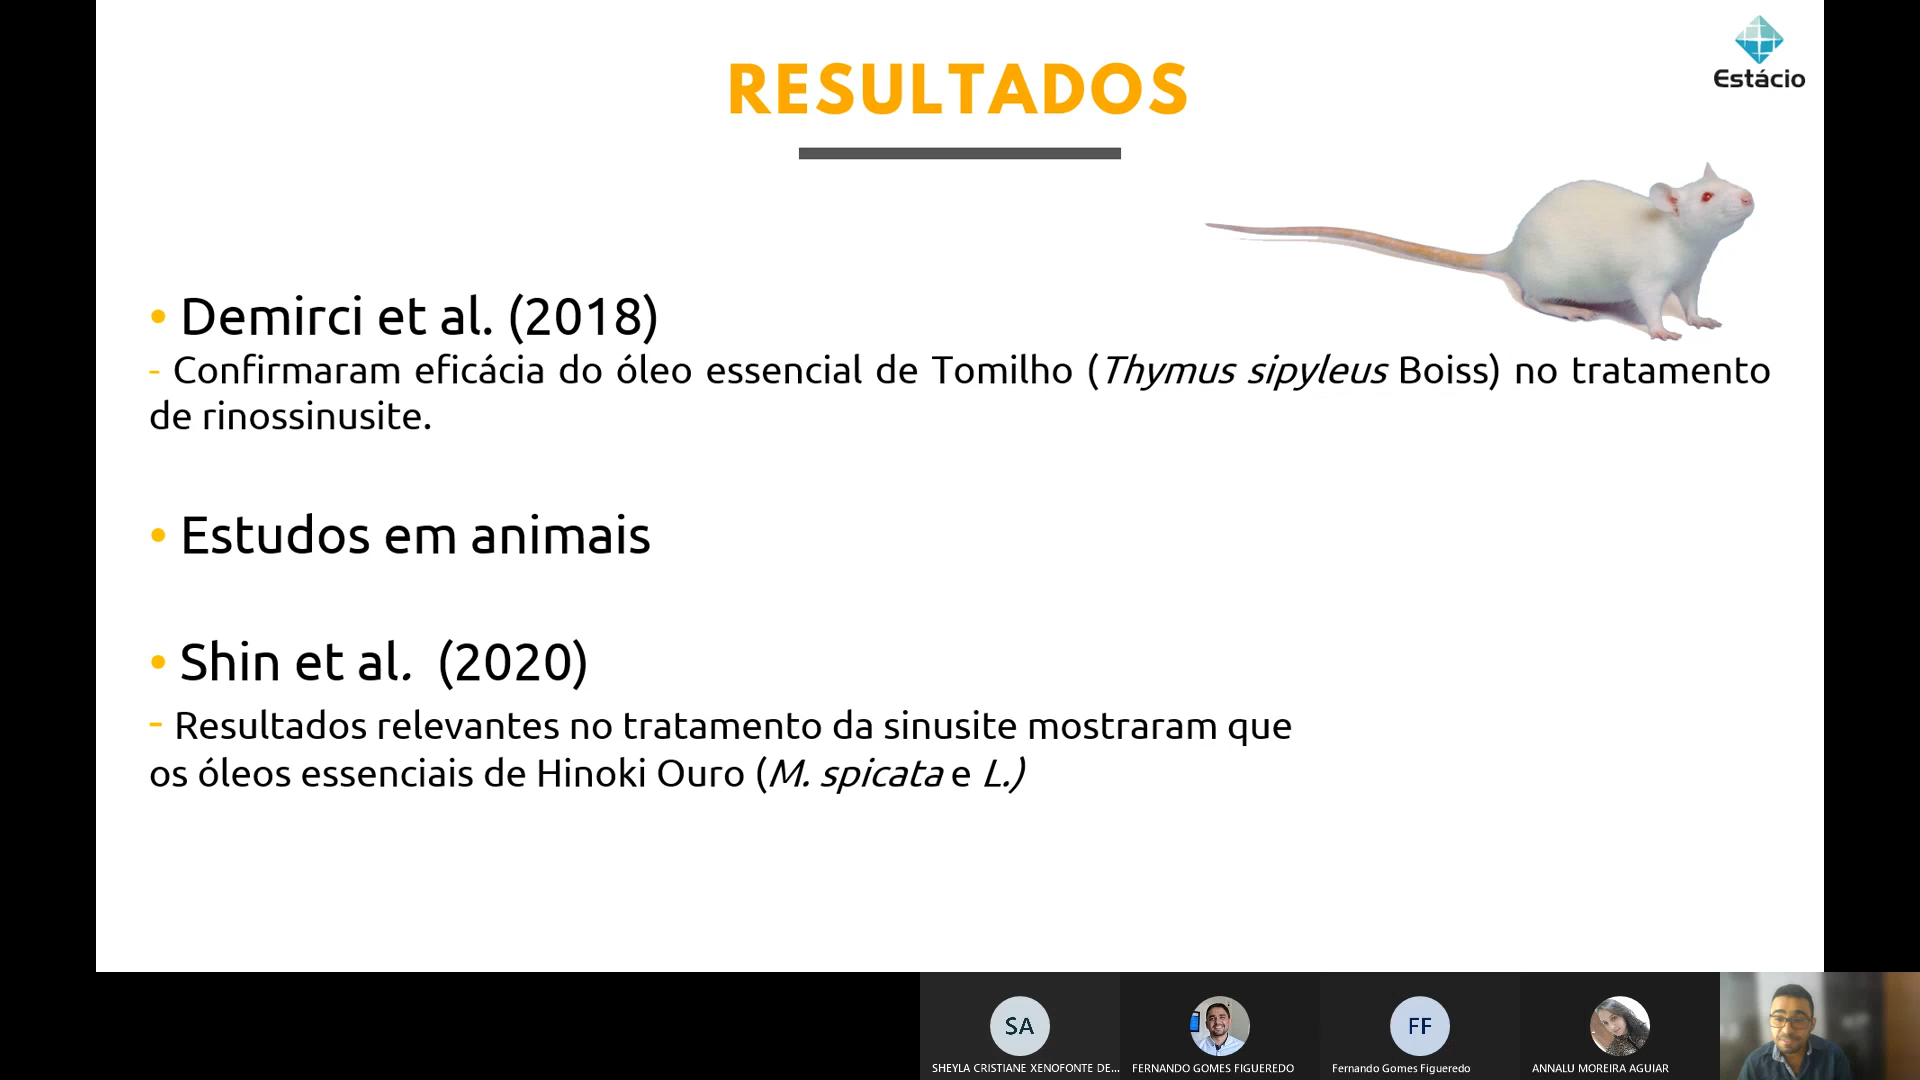 RESULTADOS
Estácio
• Demirci et al. (2018)
- Confirmaram eficácia do óleo essencial de Tomilho (Thymus sipyleus Boiss) no tratamento
de rinossinusite.
• Estudos em animais
• Shin et al. (2020)
- Resultados relevantes no tratamento da sinusite mostraram que
os óleos essenciais de Hinoki Ouro (M. spicata e L.)
SA
FF
SHEYLA CRISTIANE XENOFONTE DE...
FERNANDO GOMES FIGUEREDO
Fernando Gomes Figueredo
ANNALU MOREIRA AGUIAR